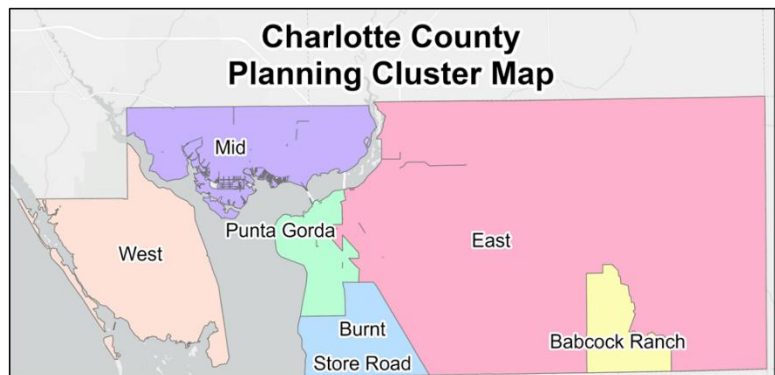 Charlotte County
Planning Cluster Map
Mid
Punta Gorda
West
East
Burnt
Store Road
Babcock Ranch